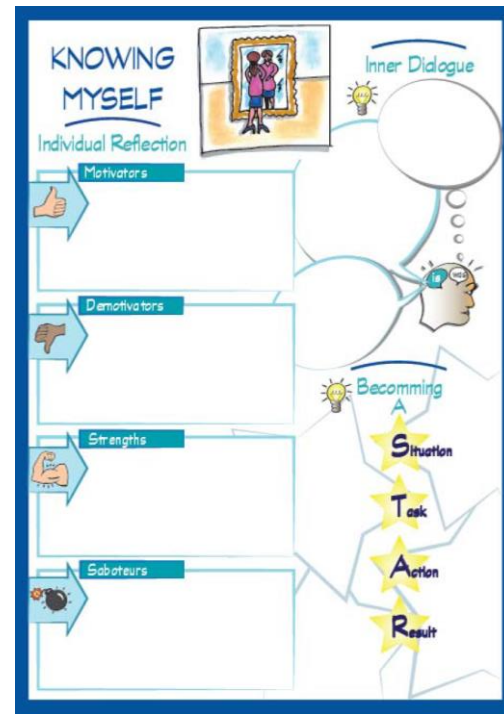 KNOWING
MYSELF
Individual Reflection
Motivators
Demotivators
Strengths
Saboteurs
Inner Dialogue
Becomming
A
Situation
Task
Action
Result